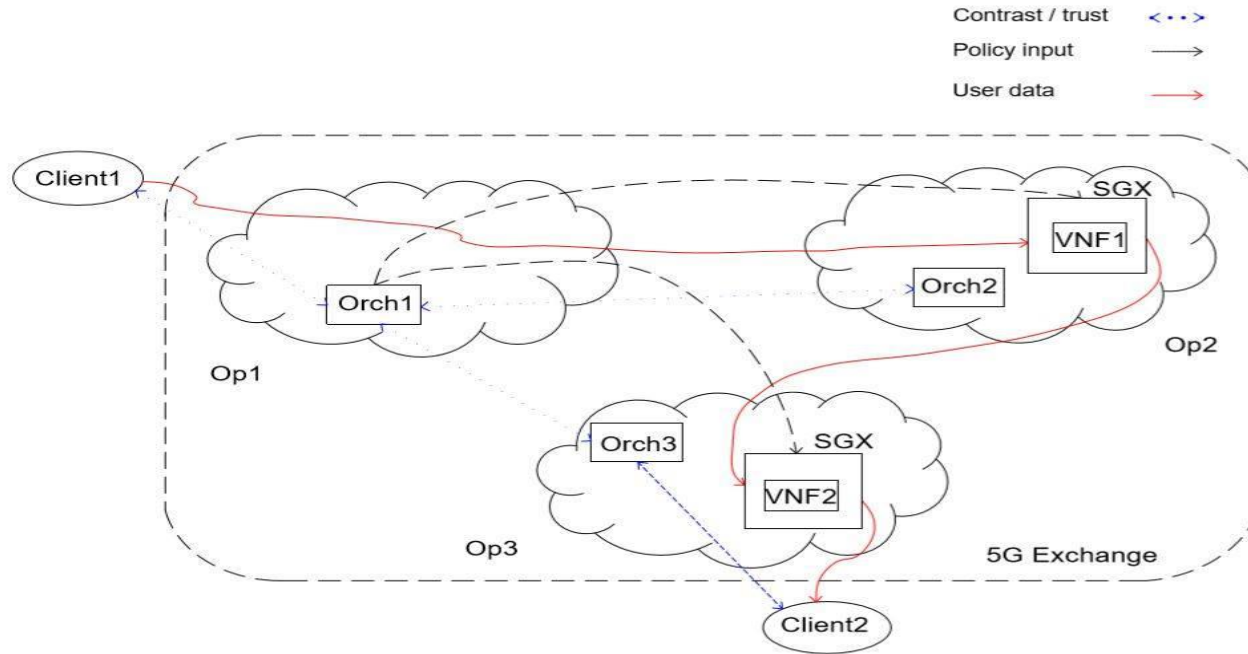 Contrast / trust
Policy input
User data
Client1
SGX
VNF1
Orch2
Orch1
Op2
Op1
Orch3
SGX
VNF2
Op3
5G Exchange
Client2